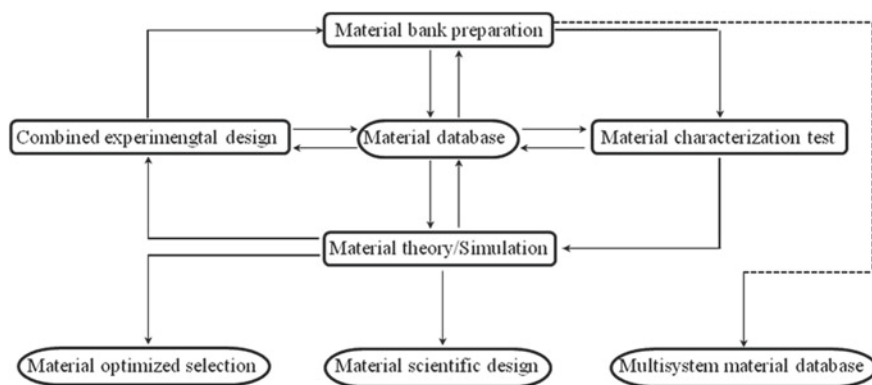 Material bank preparation
Combined experimengtal design
Material database
Material characterization test
Material theory/Simulation
Material optimized selection
Material scientific design
Multisystem material database